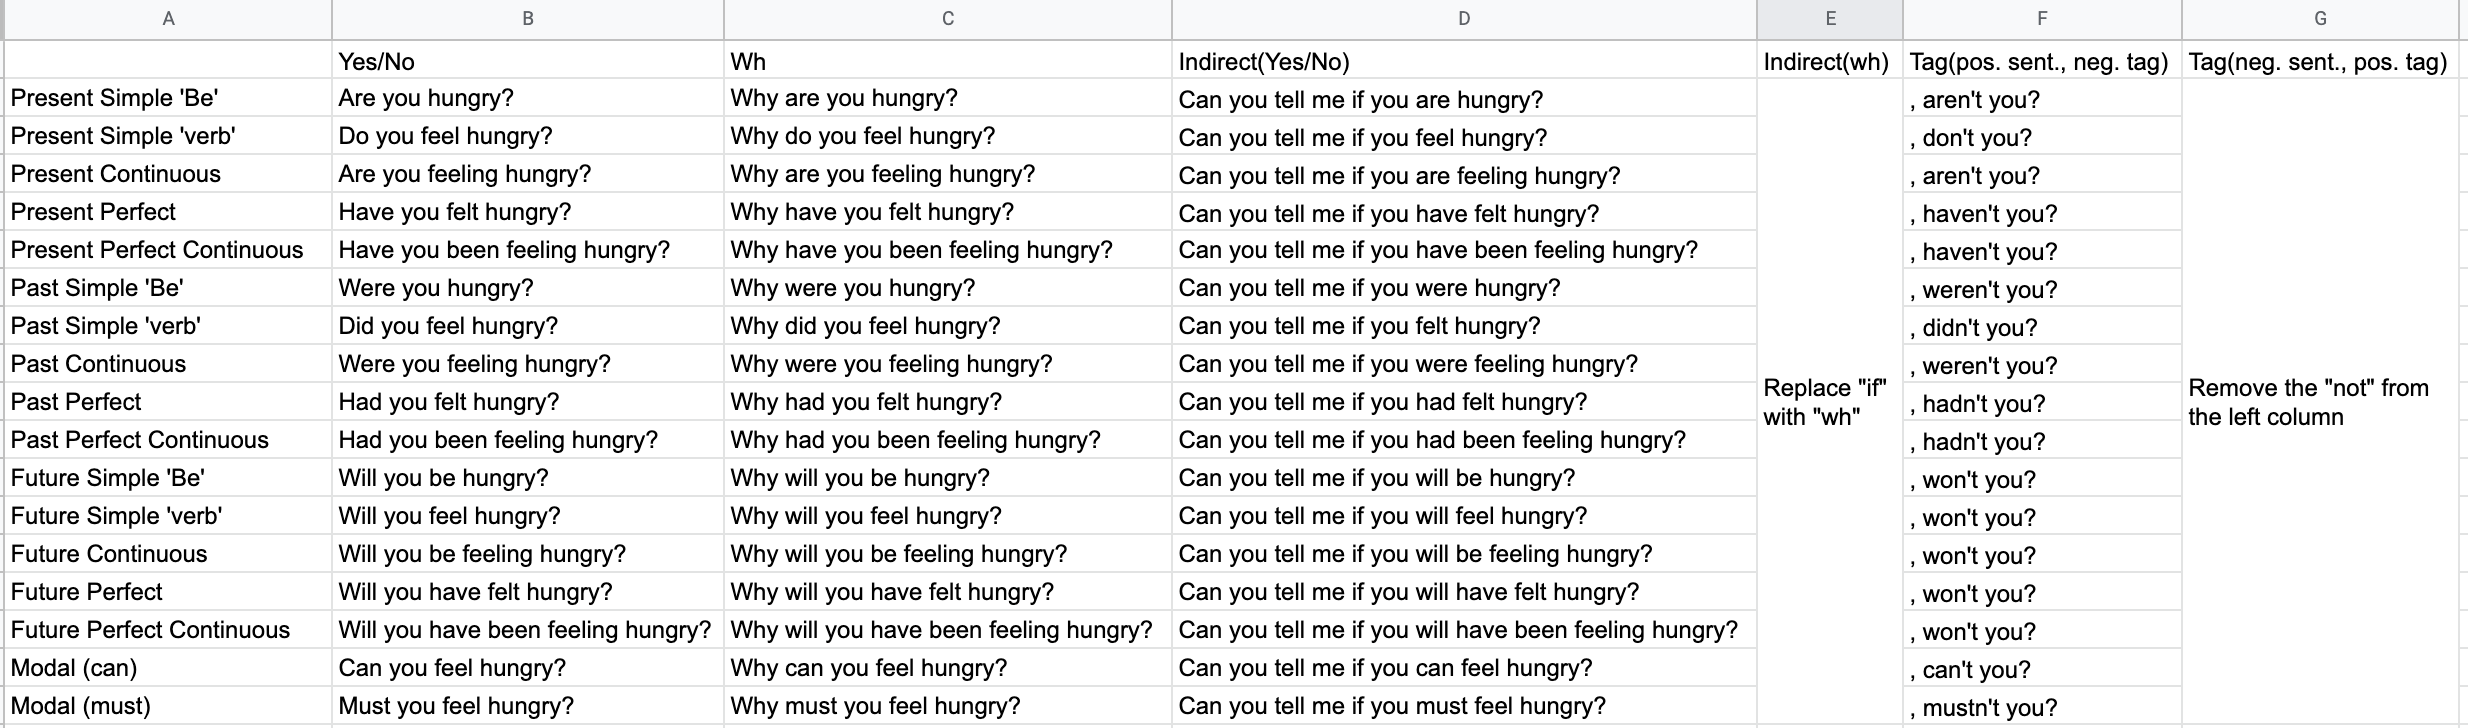 A B C D E F G
Yes/No Wh Indirect(Yes/No) Indirect(wh) Tag(pos. sent., neg. tag) Tag(neg. sent., pos. tag)
Present Simple 'Be' Are you hungry? Why are you hungry? Can you tell me if you are hungry? , aren't you?
Present Simple 'verb' Do you feel hungry? Why do you feel hungry? Can you tell me if you feel hungry? , don't you?
Present Continuous Are you feeling hungry? Why are you feeling hungry? Can you tell me if you are feeling hungry? , aren't you?
Present Perfect Have you felt hungry? Why have you felt hungry? Can you tell me if you have felt hungry? , haven't you?
Present Perfect Continuous Have you been feeling hungry? Why have you been feeling hungry? Can you tell me if you have been feeling hungry? , haven't you?
Past Simple 'Be' Were you hungry? Why were you hungry? Can you tell me if you were hungry? , weren't you?
Past Simple 'verb' Did you feel hungry? Why did you feel hungry? Can you tell me if you felt hungry? , didn't you?
Past Continuous Were you feeling hungry? Why were you feeling hungry? Can you tell me if you were feeling hungry? , weren't you?
Past Perfect Had you felt hungry? Why had you felt hungry? Can you tell me if you had felt hungry? Replace "if" , hadn't you? Remove the "not" from
Past Perfect Continuous Had you been feeling hungry? Why had you been feeling hungry? Can you tell me if you had been feeling hungry? with "wh" , hadn't you? the left column
Future Simple 'Be' Will you be hungry? Why will you be hungry? Can you tell me if you will be hungry? , won't you?
Future Simple 'verb' Will you feel hungry? Why will you feel hungry? Can you tell me if you will feel hungry? , won't you?
Future Continuous Will you be feeling hungry? Why will you be feeling hungry? Can you tell me if you will be feeling hungry? , won't you?
Future Perfect Will you have felt hungry? Why will you have felt hungry? Can you tell me if you will have felt hungry? , won't you?
Future Perfect Continuous Will you have been feeling hungry? Why will you have been feeling hungry? Can you tell me if you will have been feeling hungry? , won't you?
Modal (can) Can you feel hungry? Why can you feel hungry? Can you tell me if you can feel hungry? , can't you?
Modal (must) Must you feel hungry? Why must you feel hungry? Can you tell me if you must feel hungry? , mustn't you?